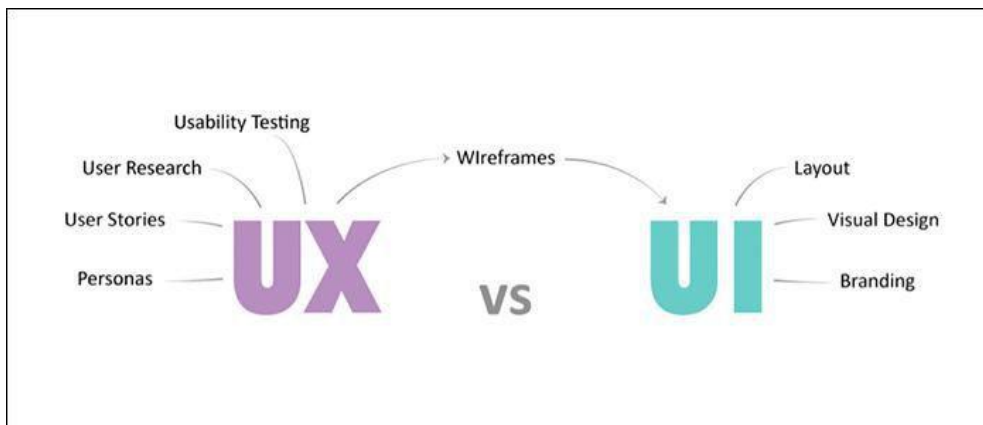 Usability Testing
WIreframes
User Research
Layout
User Stories
Visual Design
Personas
Branding
UX
vs
UI